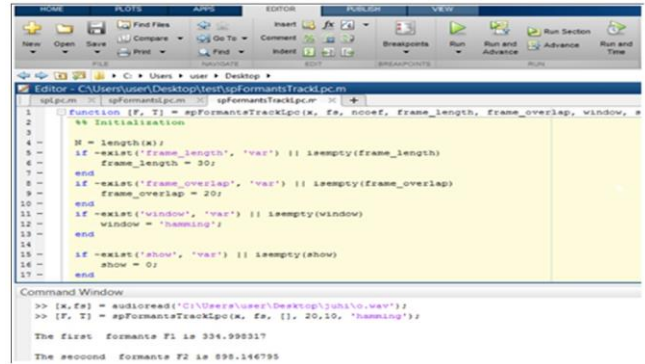 HOME PLOTS APPS EDITOR PUBLISH VIEW
New Open Save Find Files Compare Print Go To Find Insert Comment Indent Breakpoints Run Run and Advance Run Section Advance Run and Time
FILE NAVIGATE EDIT BREAKPOINTS RUN
C: Users user Desktop
Editor - C:\Users\user\Desktop\test\spFormantsTrackLpc.m
spLpc.m spFormantsLpc.m spFormantsTrackLpc.m
1 function [F, T] = spFormantsTrackLpc(x, fs, ncoef, frame_length, frame_overlap, window, s
2 %% Initialization
3
4 - N = length(x);
5 - if ~exist('frame_length', 'var') || isempty(frame_length)
6 - frame_length = 30;
7 - end
8 - if ~exist('frame_overlap', 'var') || isempty(frame_overlap)
9 - frame_overlap = 20;
10 - end
11 - if ~exist('window', 'var') || isempty(window)
12 - window = 'hamming';
13 - end
14
15 - if ~exist('show', 'var') || isempty(show)
16 - show = 0;
17 - end
Command Window
>> [x,fs] = audioread('C:\Users\user\Desktop\juhi\o.wav');
>> [F, T] = spFormantsTrackLpc(x, fs, [], 20,10, 'hamming');
The first formants F1 is 334.998317
The second formants F2 is 898.146795